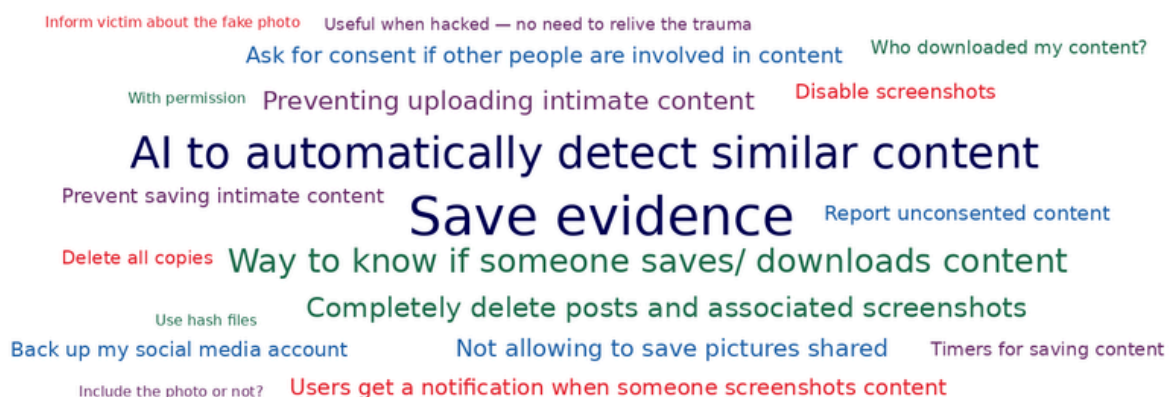 Inform victim about the fake photo
Useful when hacked — no need to relive the trauma
Ask for consent if other people are involved in content
Who downloaded my content?
With permission
Preventing uploading intimate content
Disable screenshots
AI to automatically detect similar content
Prevent saving intimate content
Save evidence
Report unconsented content
Delete all copies
Way to know if someone saves/ downloads content
Completely delete posts and associated screenshots
Use hash files
Back up my social media account
Not allowing to save pictures shared
Timers for saving content
Include the photo or not?
Users get a notification when someone screenshots content